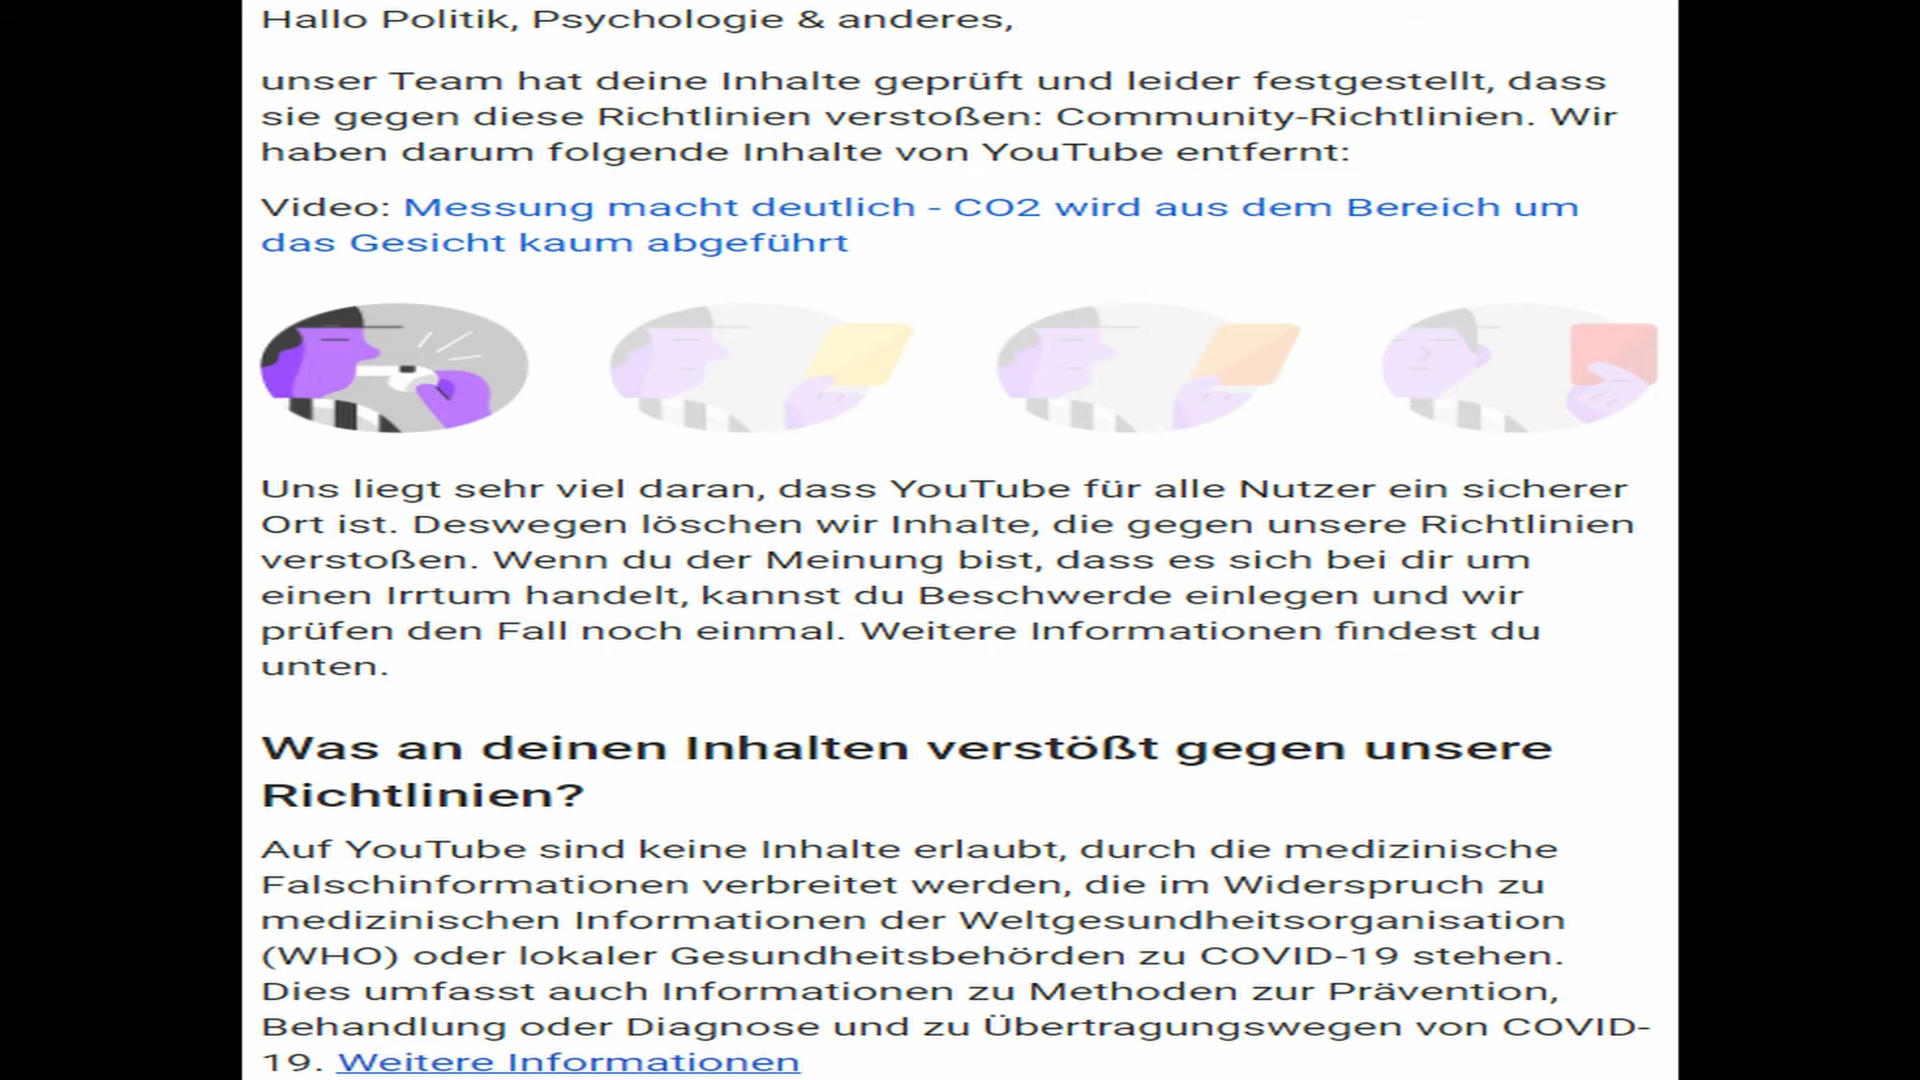 Hallo Politik, Psychologie & anderes,
unser Team hat deine Inhalte geprüft und leider festgestellt, dass
sie gegen diese Richtlinien verstoßen: Community-Richtlinien. Wir
haben darum folgende Inhalte von YouTube entfernt:
Video: Messung macht deutlich - CO2 wird aus dem Bereich um
das Gesicht kaum abgeführt
Uns liegt sehr viel daran, dass YouTube für alle Nutzer ein sicherer
Ort ist. Deswegen löschen wir Inhalte, die gegen unsere Richtlinien
verstoßen. Wenn du der Meinung bist, dass es sich bei dir um
einen Irrtum handelt, kannst du Beschwerde einlegen und wir
prüfen den Fall noch einmal. Weitere Informationen findest du
unten.
Was an deinen Inhalten verstößt gegen unsere
Richtlinien?
Auf YouTube sind keine Inhalte erlaubt, durch die medizinische
Falschinformationen verbreitet werden, die im Widerspruch zu
medizinischen Informationen der Weltgesundheitsorganisation
(WHO) oder lokaler Gesundheitsbehörden zu COVID-19 stehen.
Dies umfasst auch Informationen zu Methoden zur Prävention,
Behandlung oder Diagnose und zu Übertragungswegen von COVID-
19. Weitere Informationen